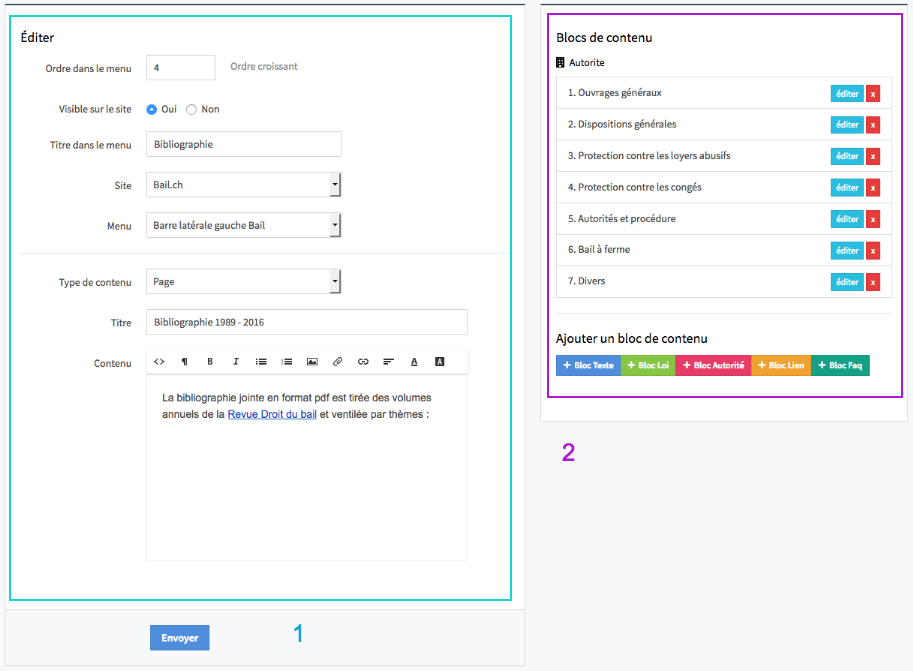 Éditer
Ordre dans le menu 4 Ordre croissant
Visible sur le site Oui Non
Titre dans le menu Bibliographie
Site Bail.ch
Menu Barre latérale gauche Bail
Type de contenu Page
Titre Bibliographie 1989 - 2016
Contenu <> ¶ B I A A
La bibliographie jointe en format pdf est tirée des volumes
annuels de la Revue Droit du bail et ventilée par thèmes :
Envoyer 1
Blocs de contenu
Autorite
1. Ouvrages généraux éditer x
2. Dispositions générales éditer x
3. Protection contre les loyers abusifs éditer x
4. Protection contre les congés éditer x
5. Autorités et procédure éditer x
6. Bail à ferme éditer x
7. Divers éditer x
Ajouter un bloc de contenu
+ Bloc Texte + Bloc Loi + Bloc Autorité + Bloc Lien + Bloc Faq
2